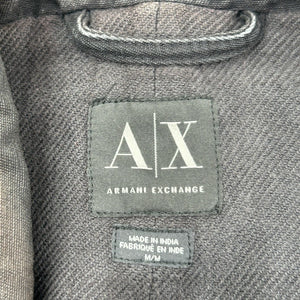 A|X
ARMANI EXCHANGE
MADE IN INDIA
FABRIQUÉ EN INDE
M/M